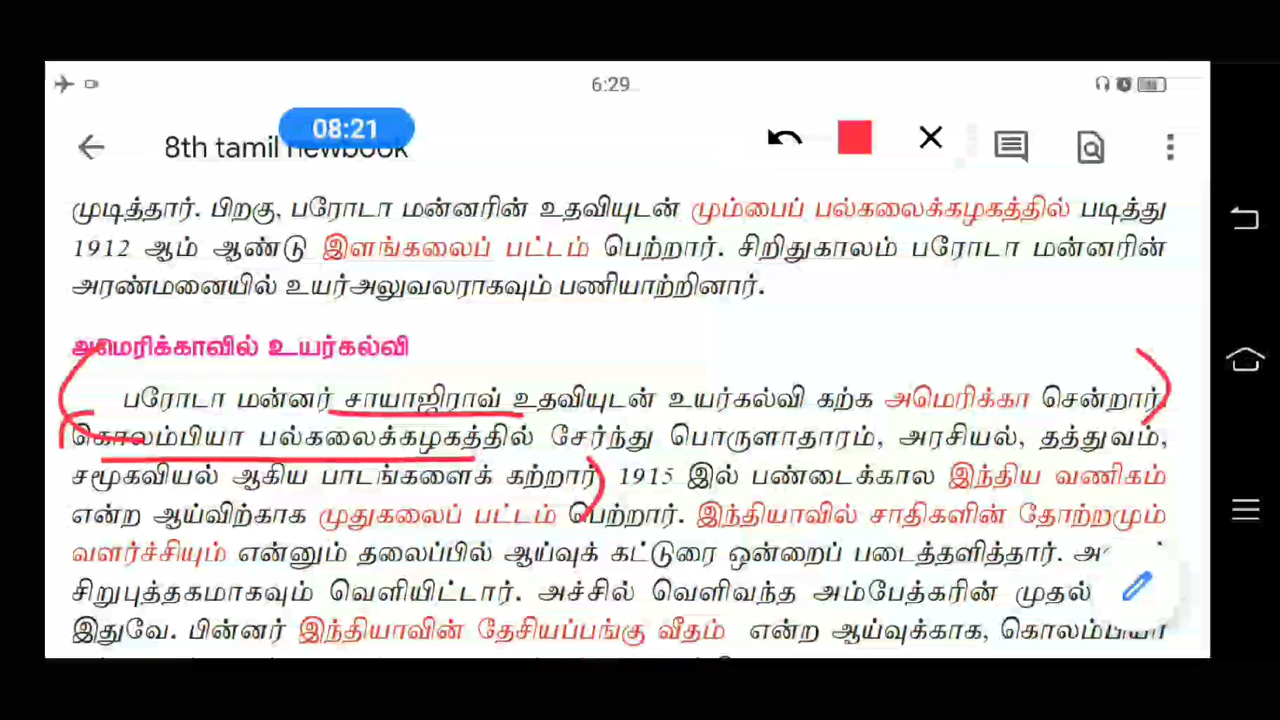 6:29
08:21
8th tamil newbook
முடித்தார். பிறகு, பரோடா மன்னரின் உதவியுடன் மும்பைப் பல்கலைக்கழகத்தில் படித்து
1912 ஆம் ஆண்டு இளங்கலைப் பட்டம் பெற்றார். சிறிதுகாலம் பரோடா மன்னரின்
அரண்மனையில் உயர்அலுவலராகவும் பணியாற்றினார்.
அமெரிக்காவில் உயர்கல்வி
பரோடா மன்னர் சாயாஜிராவ் உதவியுடன் உயர்கல்வி கற்க அமெரிக்கா சென்றார்.
கொலம்பியா பல்கலைக்கழகத்தில் சேர்ந்து பொருளாதாரம், அரசியல், தத்துவம்,
சமூகவியல் ஆகிய பாடங்களைக் கற்றார் 1915 இல் பண்டைக்கால இந்திய வணிகம்
என்ற ஆய்விற்காக முதுகலைப் பட்டம் பெற்றார். இந்தியாவில் சாதிகளின் தோற்றமும்
வளர்ச்சியும் என்னும் தலைப்பில் ஆய்வுக் கட்டுரை ஒன்றைப் படைத்தளித்தார்.
சிறுபுத்தகமாகவும் வெளியிட்டார். அச்சில் வெளிவந்த அம்பேத்கரின் முதல்
இதுவே. பின்னர் இந்தியாவின் தேசியப்பங்கு வீதம் என்ற ஆய்வுக்காக, கொலம்பியா